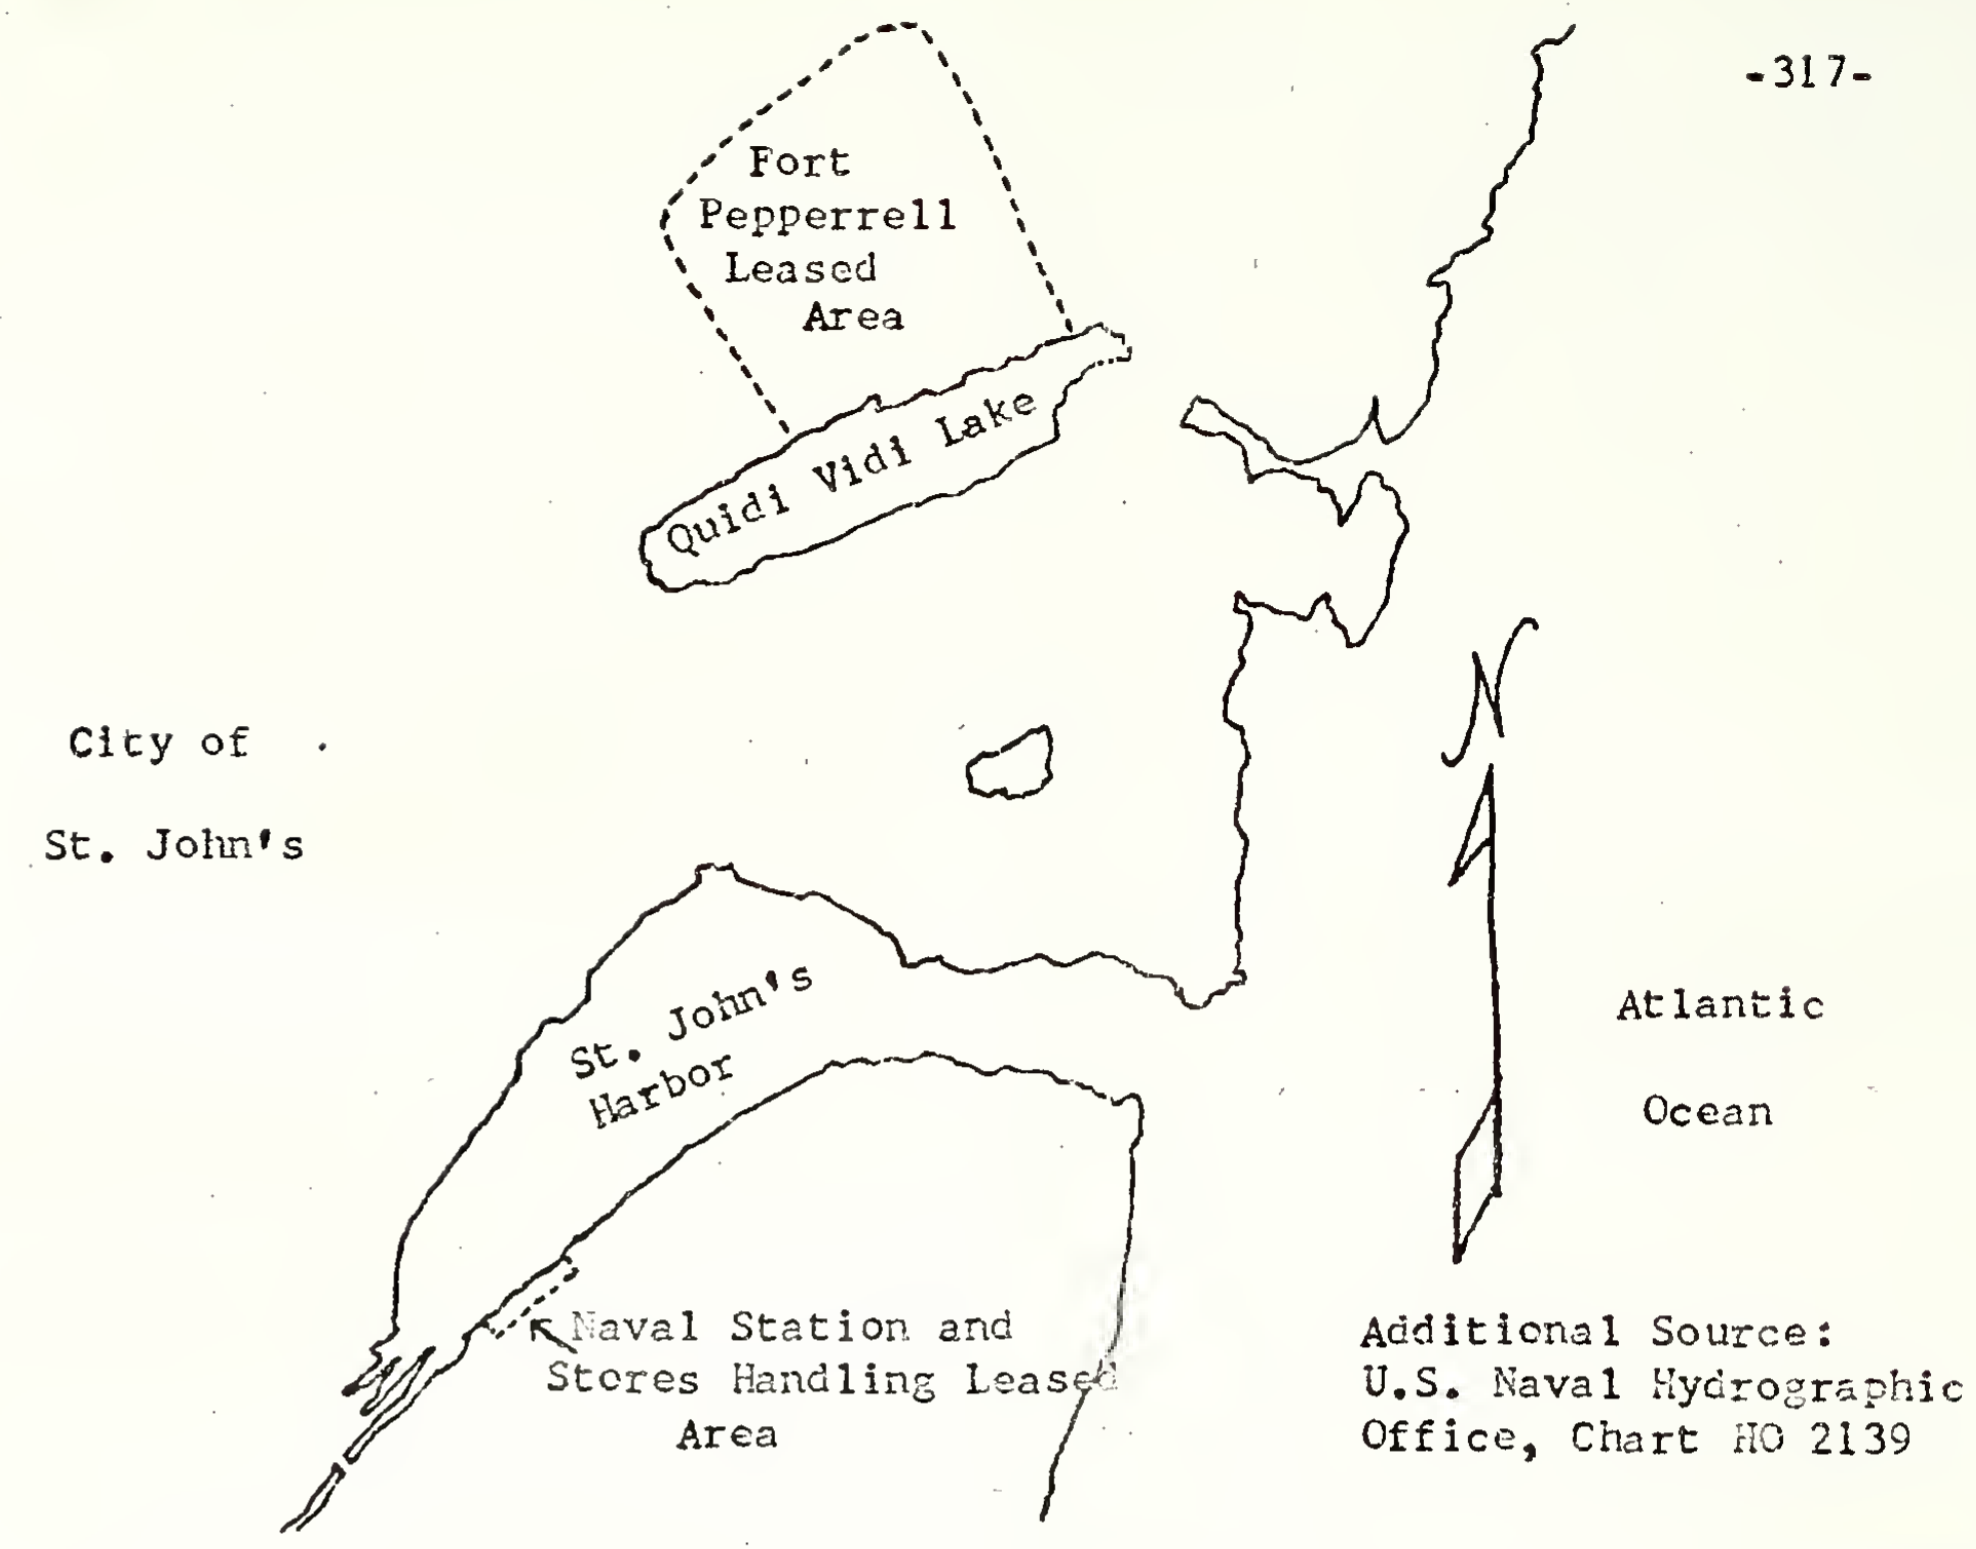 -317-
Fort
Pepperrell
Leased
Area
Quidi Vidi Lake
N
City of
St. John's
St. John's
Harbor
Atlantic
Ocean
Naval Station and
Stores Handling Leased
Area
Additional Source:
U.S. Naval Hydrographic
Office, Chart HO 2139